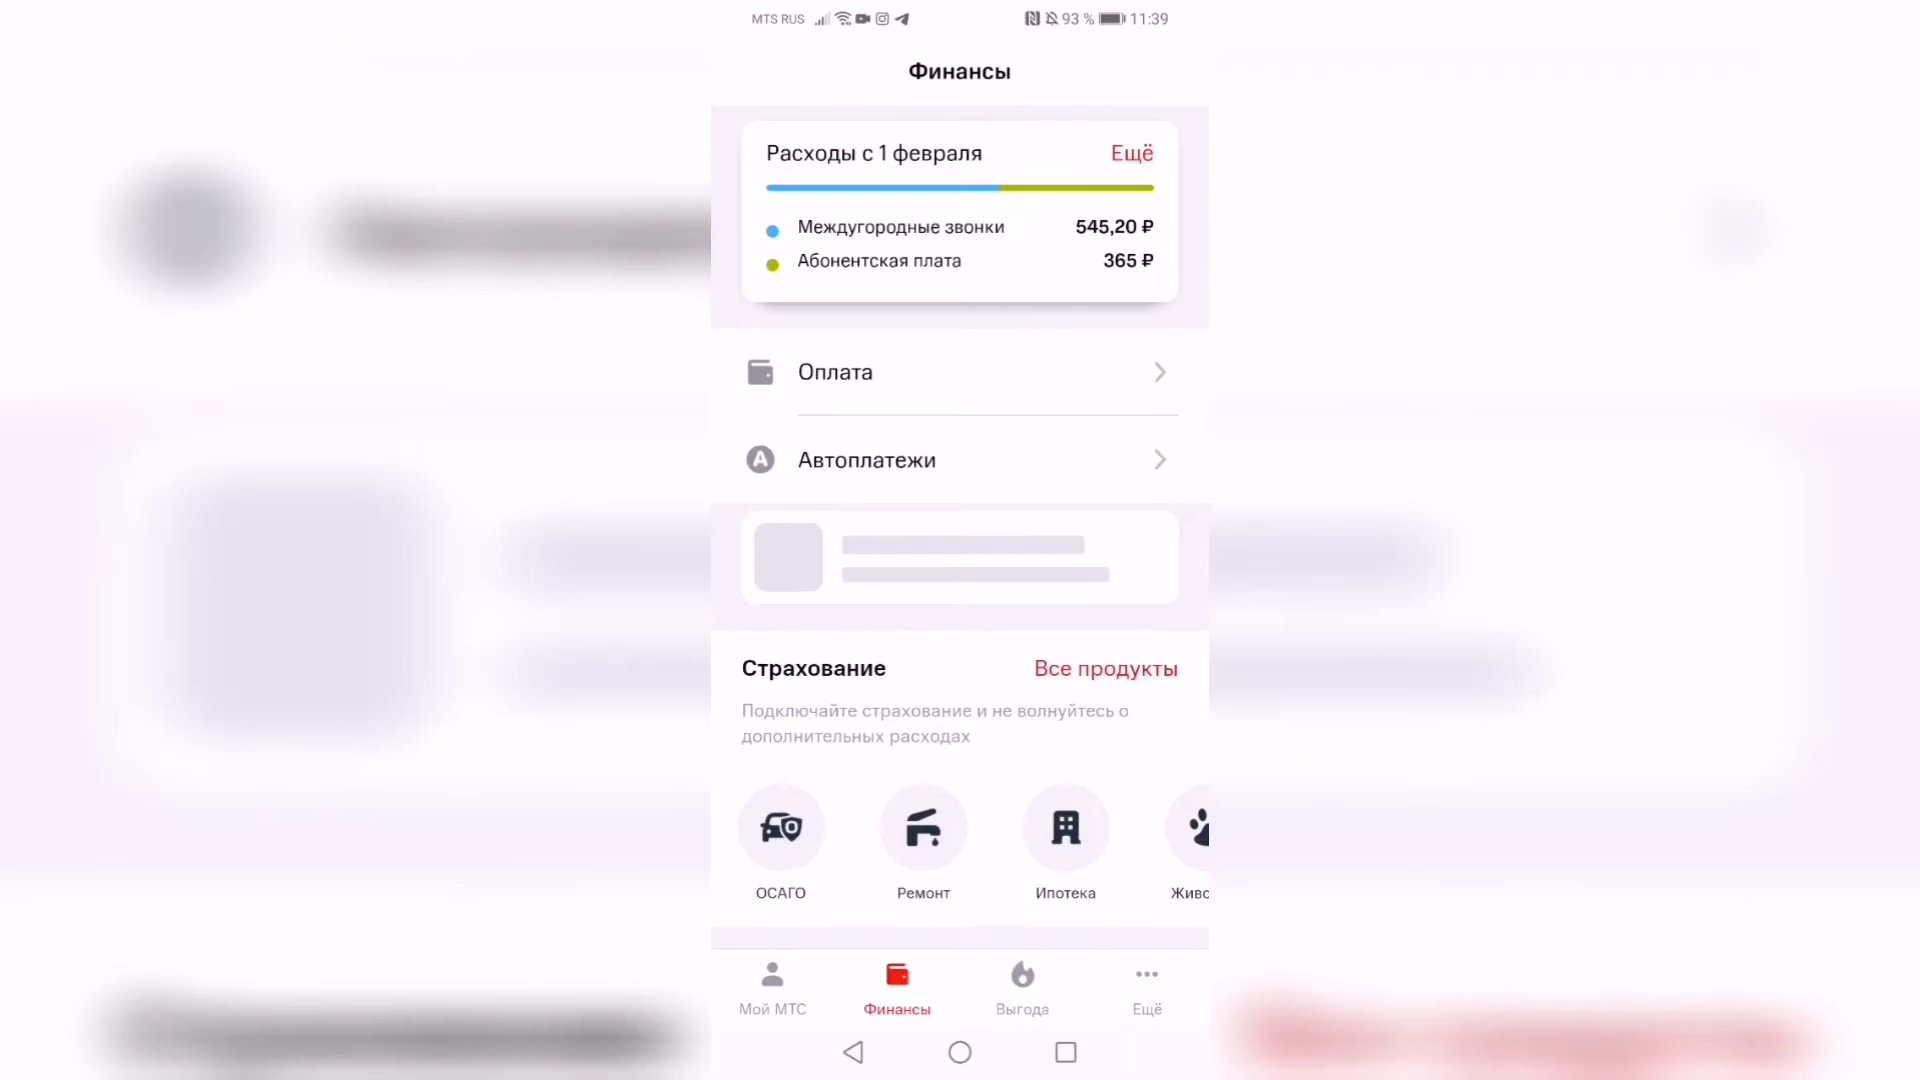 MTS RUS 93 % 11:39
Финансы
Расходы с 1 февраля Ещё
Междугородные звонки 545,20 ₽
Абонентская плата 365 ₽
Оплата
А Автоплатежи
Страхование Все продукты
Подключайте страхование и не волнуйтесь о
дополнительных расходах
ОСАГО Ремонт Ипотека Живо
Мой МТС Финансы Выгода Ещё